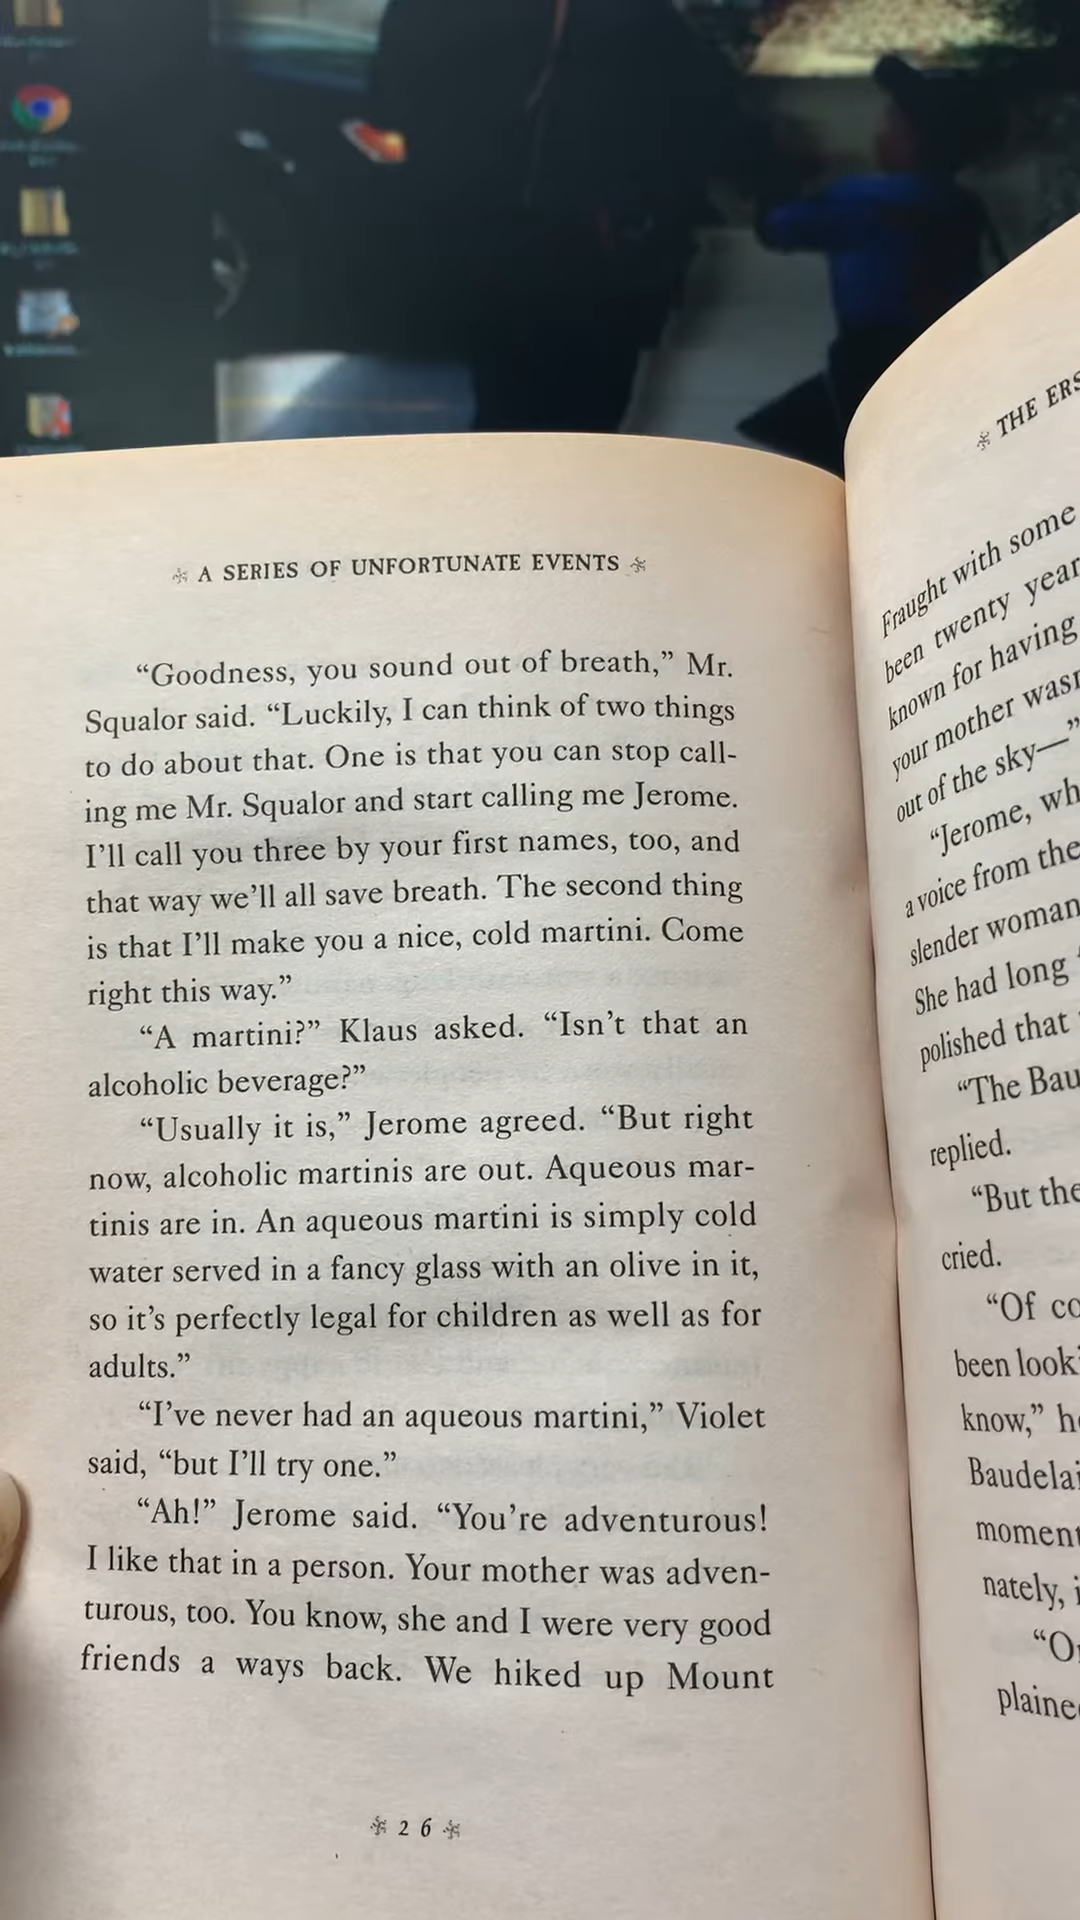 A SERIES OF UNFORTUNATE EVENTS
“Goodness, you sound out of breath,” Mr.
Squalor said. “Luckily, I can think of two things
to do about that. One is that you can stop call-
ing me Mr. Squalor and start calling me Jerome.
I’ll call you three by your first names, too, and
that way we’ll all save breath. The second thing
is that I’ll make you a nice, cold martini. Come
right this way.”
“A martini?” Klaus asked. “Isn’t that an
alcoholic beverage?”
“Usually it is,” Jerome agreed. “But right
now, alcoholic martinis are out. Aqueous mar-
tinis are in. An aqueous martini is simply cold
water served in a fancy glass with an olive in it,
so it’s perfectly legal for children as well as for
adults.”
“I’ve never had an aqueous martini,” Violet
said, “but I’ll try one.”
“Ah!” Jerome said. “You’re adventurous!
I like that in a person. Your mother was adven-
turous, too. You know, she and I were very good
friends a ways back. We hiked up Mount
26
THE ERS
Fraught with some
been twenty year
known for having
your mother wasn
out of the sky—”
“Jerome, wh
a voice from the
slender woman
She had long
polished that
“The Bau
replied.
“But the
cried.
“Of co
been look
know,” he
Baudelai
moment
nately, i
“O
plaine